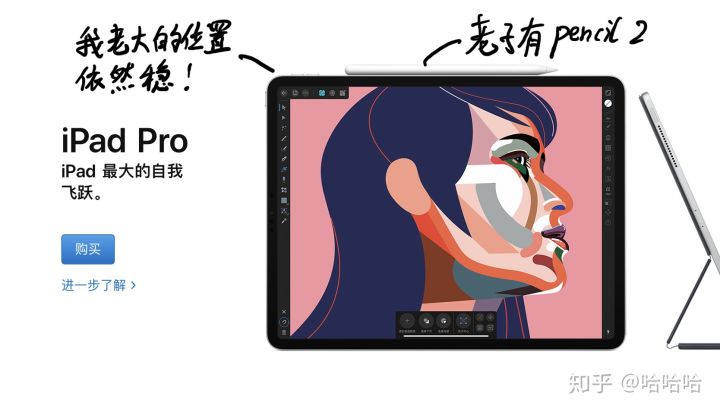 我老大的位置
依然稳！
老子有 pencil 2
iPad Pro
iPad 最大的自我
飞跃。
购买
进一步了解 >
知乎 @哈哈哈